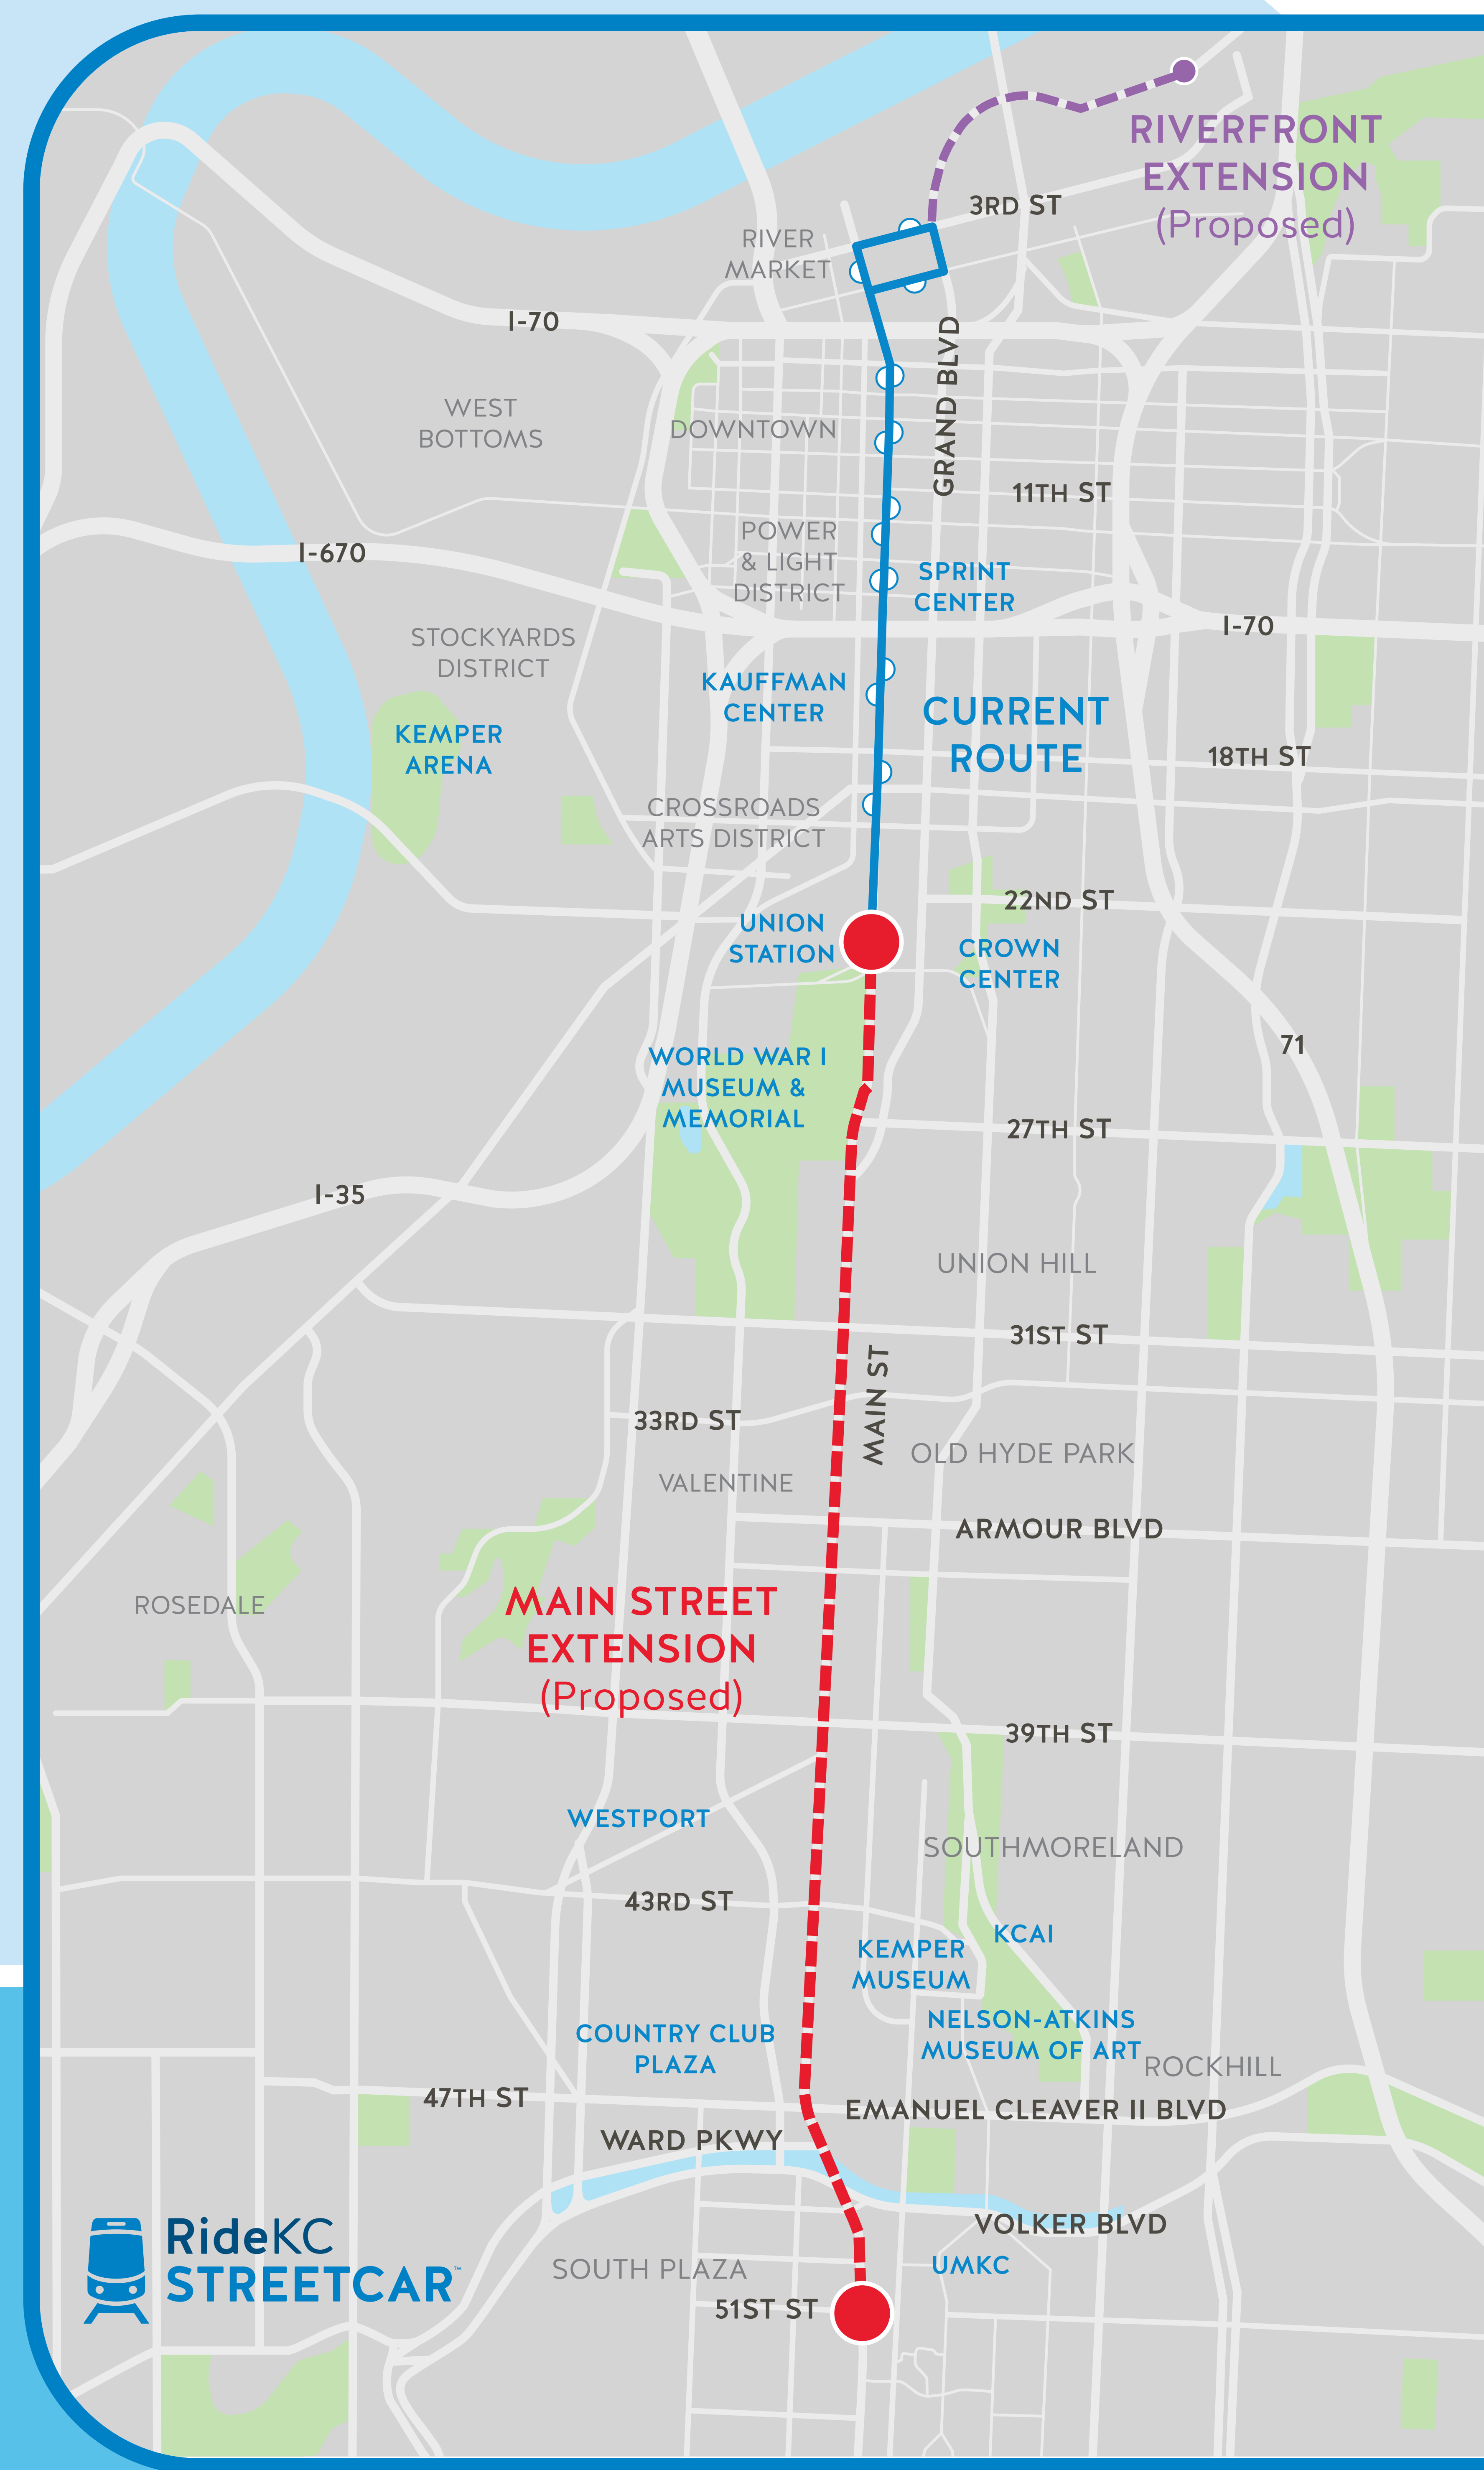 RIVERFRONT
EXTENSION
(Proposed)
3RD ST
RIVER
MARKET
I-70
GRAND BLVD
WEST
BOTTOMS
DOWNTOWN
11TH ST
POWER
& LIGHT
DISTRICT
I-670
SPRINT
CENTER
I-70
STOCKYARDS
DISTRICT
KAUFFMAN
CENTER
CURRENT
ROUTE
KEMPER
ARENA
18TH ST
CROSSROADS
ARTS DISTRICT
22ND ST
UNION
STATION
CROWN
CENTER
71
WORLD WAR I
MUSEUM &
MEMORIAL
27TH ST
I-35
UNION HILL
31ST ST
MAIN ST
33RD ST
OLD HYDE PARK
VALENTINE
ARMOUR BLVD
ROSEDALE
MAIN STREET
EXTENSION
(Proposed)
39TH ST
WESTPORT
SOUTHMORELAND
43RD ST
KCAI
KEMPER
MUSEUM
NELSON-ATKINS
MUSEUM OF ART
COUNTRY CLUB
PLAZA
ROCKHILL
47TH ST
EMANUEL CLEAVER II BLVD
WARD PKWY
VOLKER BLVD
RideKC
STREETCAR™
SOUTH PLAZA
UMKC
51ST ST